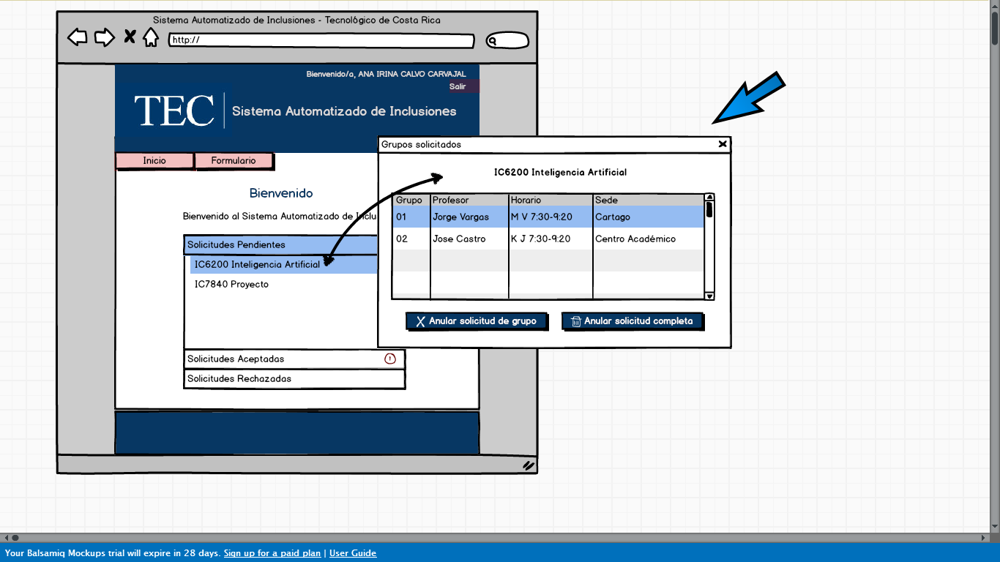 Sistema Automatizado de Inclusiones - Tecnológico de Costa Rica
http://
Bienvenido/a, ANA IRINA CALVO CARVAJAL
Salir
TEC
Sistema Automatizado de Inclusiones
Inicio
Formulario
Bienvenido
Bienvenido al Sistema Automatizado de Inclu
Solicitudes Pendientes
IC6200 Inteligencia Artificial
IC7840 Proyecto
Solicitudes Aceptadas
Solicitudes Rechazadas
Grupos solicitados
IC6200 Inteligencia Artificial
Grupo Profesor Horario Sede
01 Jorge Vargas M V 7:30-9:20 Cartago
02 Jose Castro K J 7:30-9:20 Centro Académico
Anular solicitud de grupo
Anular solicitud completa
Your Balsamiq Mockups trial will expire in 28 days. Sign up for a paid plan | User Guide